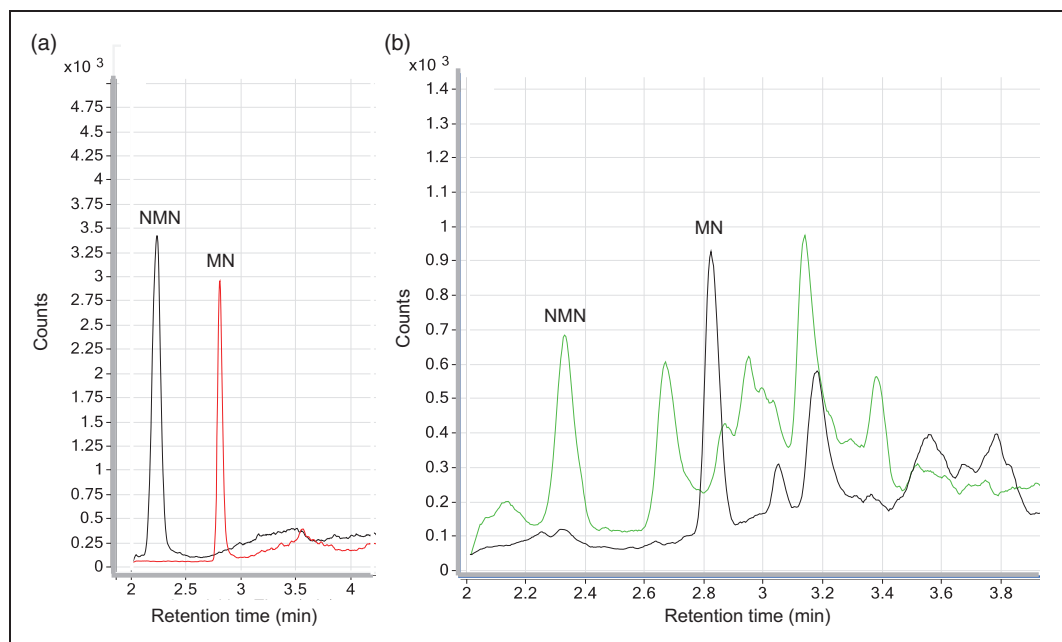 (a)
x10 3
4.75
4.5
4.25
4
3.75
3.5
3.25
3
2.75
2.5
2.25
2
1.75
1.5
1.25
1
0.75
0.5
0.25
0
Counts
NMN
MN
2 2.5 3 3.5 4
Retention time (min)
(b)
x10 3
1.4
1.3
1.2
1.1
1
0.9
0.8
0.7
0.6
0.5
0.4
0.3
0.2
0.1
0
Counts
MN
NMN
2 2.2 2.4 2.6 2.8 3 3.2 3.4 3.6 3.8
Retention time (min)